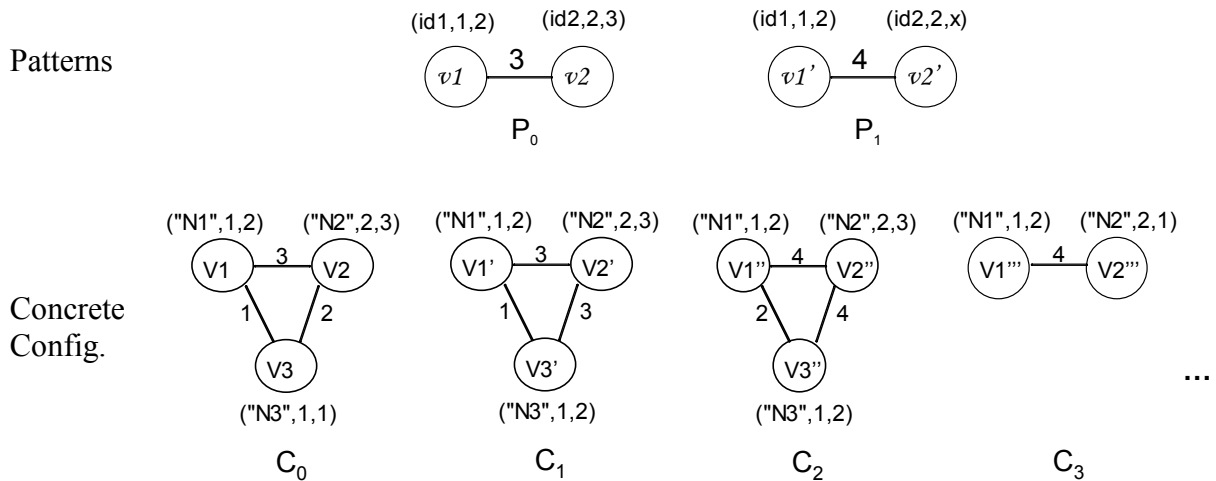 (id1,1,2) (id2,2,3) (id1,1,2) (id2,2,x)
Patterns
v1 3 v2 v1’ 4 v2’
P0 P1
("N1",1,2) ("N2",2,3) ("N1",1,2) ("N2",2,3) ("N1",1,2) ("N2",2,3) ("N1",1,2) ("N2",2,1)
V1 3 V2 V1’ 3 V2’ V1’’ 4 V2’’ V1’’’ 4 V2’’’
Concrete
Config.
1 2 1 3 2 4
V3 V3’ V3’’
...
("N3",1,1) ("N3",1,2) ("N3",1,2)
C0 C1 C2 C3